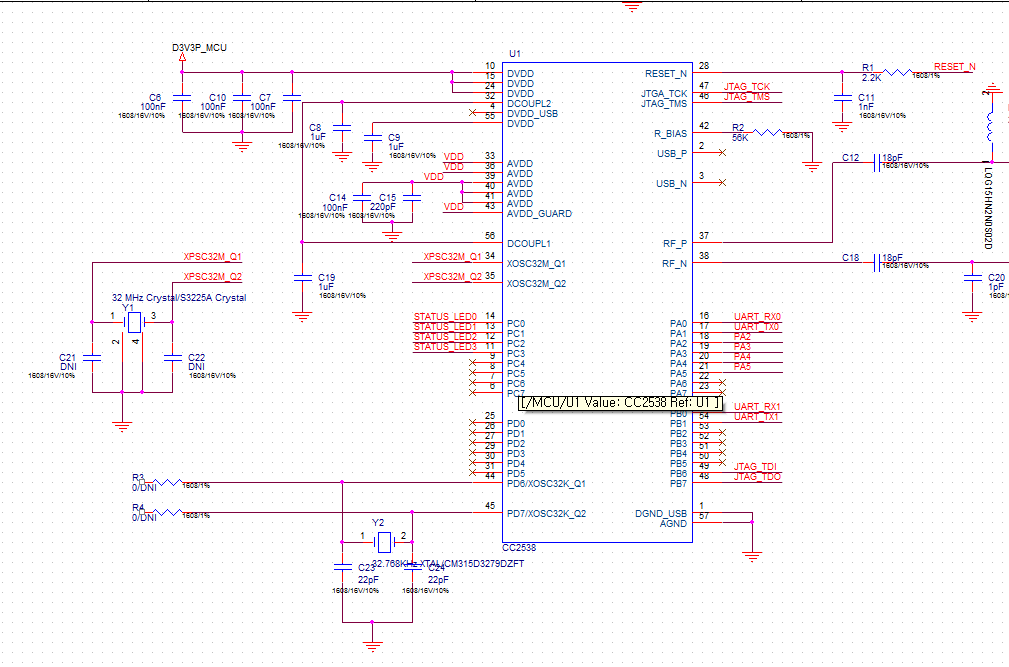 D3V3P_MCU
U1
10 DVDD
15 DVDD
24 DVDD
32 DCOUPL2
4 DVDD_USB
55 DVDD
VDD 33 AVDD
VDD 36 AVDD
VDD 39 AVDD
40 AVDD
41 AVDD
VDD 43 AVDD_GUARD
56 DCOUPL1
XPSC32M_Q1 34 XOSC32M_Q1
XPSC32M_Q2 35 XOSC32M_Q2
STATUS_LED0 14 PC0
STATUS_LED1 13 PC1
STATUS_LED2 12 PC2
STATUS_LED3 11 PC3
9 PC4
8 PC5
7 PC6
6 PC7
25 PD0
26 PD1
27 PD2
29 PD3
30 PD4
31 PD5
44 PD6/XOSC32K_Q1
45 PD7/XOSC32K_Q2
CC2538
RESET_N 28
JTGA_TCK 47 JTAG_TCK
JTAG_TMS 46 JTAG_TMS
R_BIAS 42
USB_P 2
USB_N 3
RF_P 37
RF_N 38
PA0 16 UART_RX0
PA1 17 UART_TX0
PA2 18 PA2
PA3 19 PA3
PA4 20 PA4
PA5 21 PA5
PA6 22
PA7 23
[[/MCU/U1 Value: CC2538 Ref: U1 ]]
PB0 UART_RX1
PB1 54 UART_TX1
PB2 53
PB3 52
PB4 51
PB5 50
PB6 49 JTAG_TDI
PB7 48 JTAG_TDO
DGND_USB 1
AGND 57
R1
2.2K
1608/1%
RESET_N
C11
1nF
1608/16V/10%
R2
56K
1608/1%
C12 18pF
1608/16V/10%
LQG15HN2N0S02D
C18 18pF
1608/16V/10%
C20
1pF
C6
100nF
1608/16V/10%
C10
100nF
1608/16V/10%
C7
100nF
1608/16V/10%
C8
1uF
1608/16V/10%
C9
1uF
1608/16V/10%
C14
100nF
1608/16V/10%
C15
220pF
1608/16V/10%
C19
1uF
1608/16V/10%
XPSC32M_Q1
XPSC32M_Q2
32 MHz Crystal/S3225A Crystal
Y1
1 3
2 4
C21
DNI
1608/16V/10%
C22
DNI
1608/16V/10%
R3
0/DNI
1608/1%
R4
0/DNI
1608/1%
Y2
1 2
32.768KHz XTAL/CM315D3279DZFT
C23
22pF
1608/16V/10%
C24
22pF
1608/16V/10%